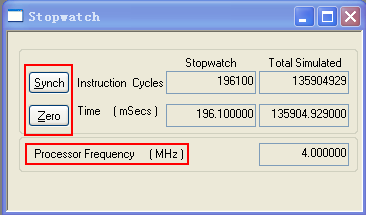 Stopwatch
Stopwatch Total Simulated
Synch Instruction Cycles 196100 135904929
Zero Time (mSecs) 196.100000 135904.929000
Processor Frequency (MHz) 4.000000